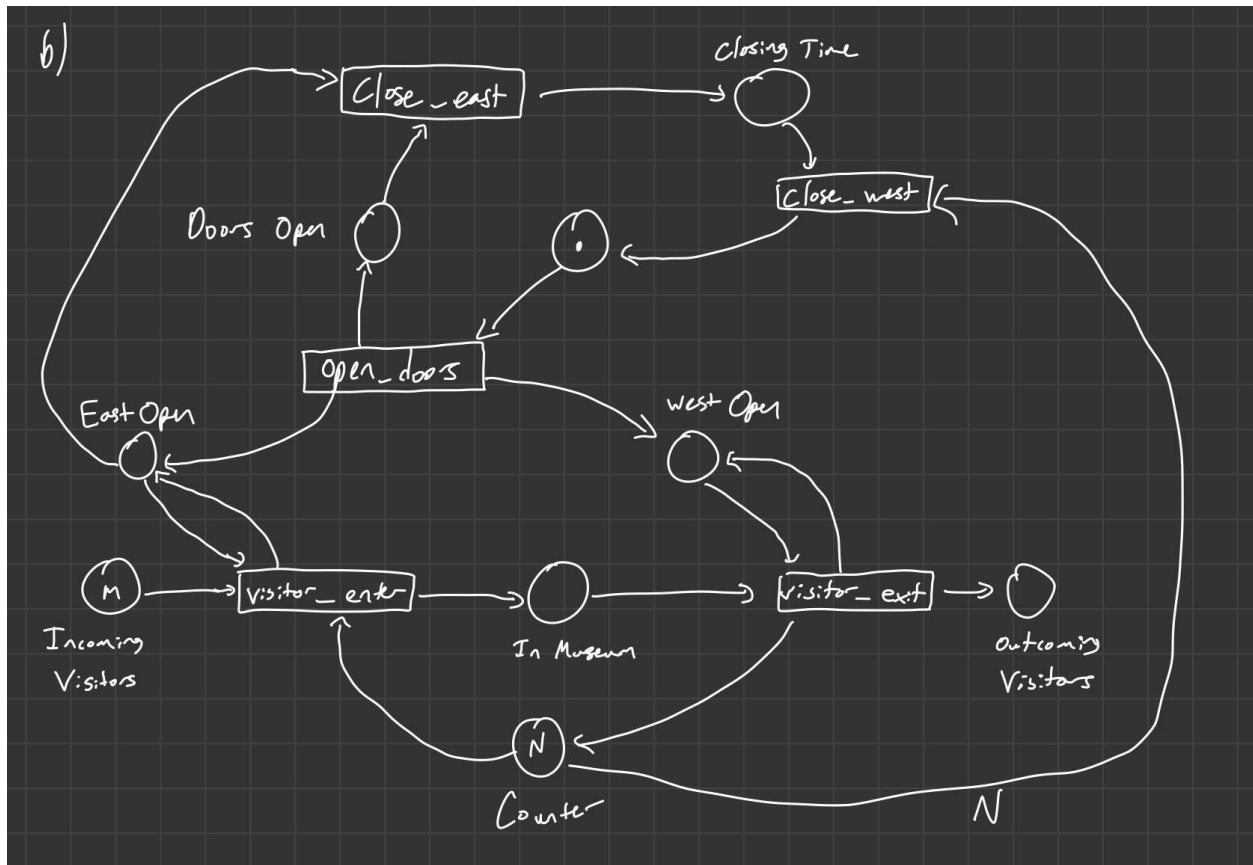 b)
Closing Time
Close_east
Close_west
Doors Open
open_doors
East Open
West Open
M
visitor_enter
visitor_exit
Incoming
Visitors
In Museum
Outcoming
Visitors
N
Counter
N